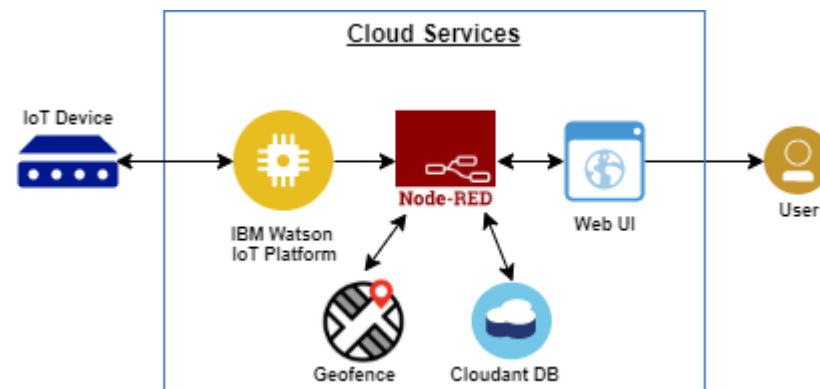 Cloud Services
IoT Device
Node-RED
IBM Watson
IoT Platform
Web UI
User
Geofence
Cloudant DB